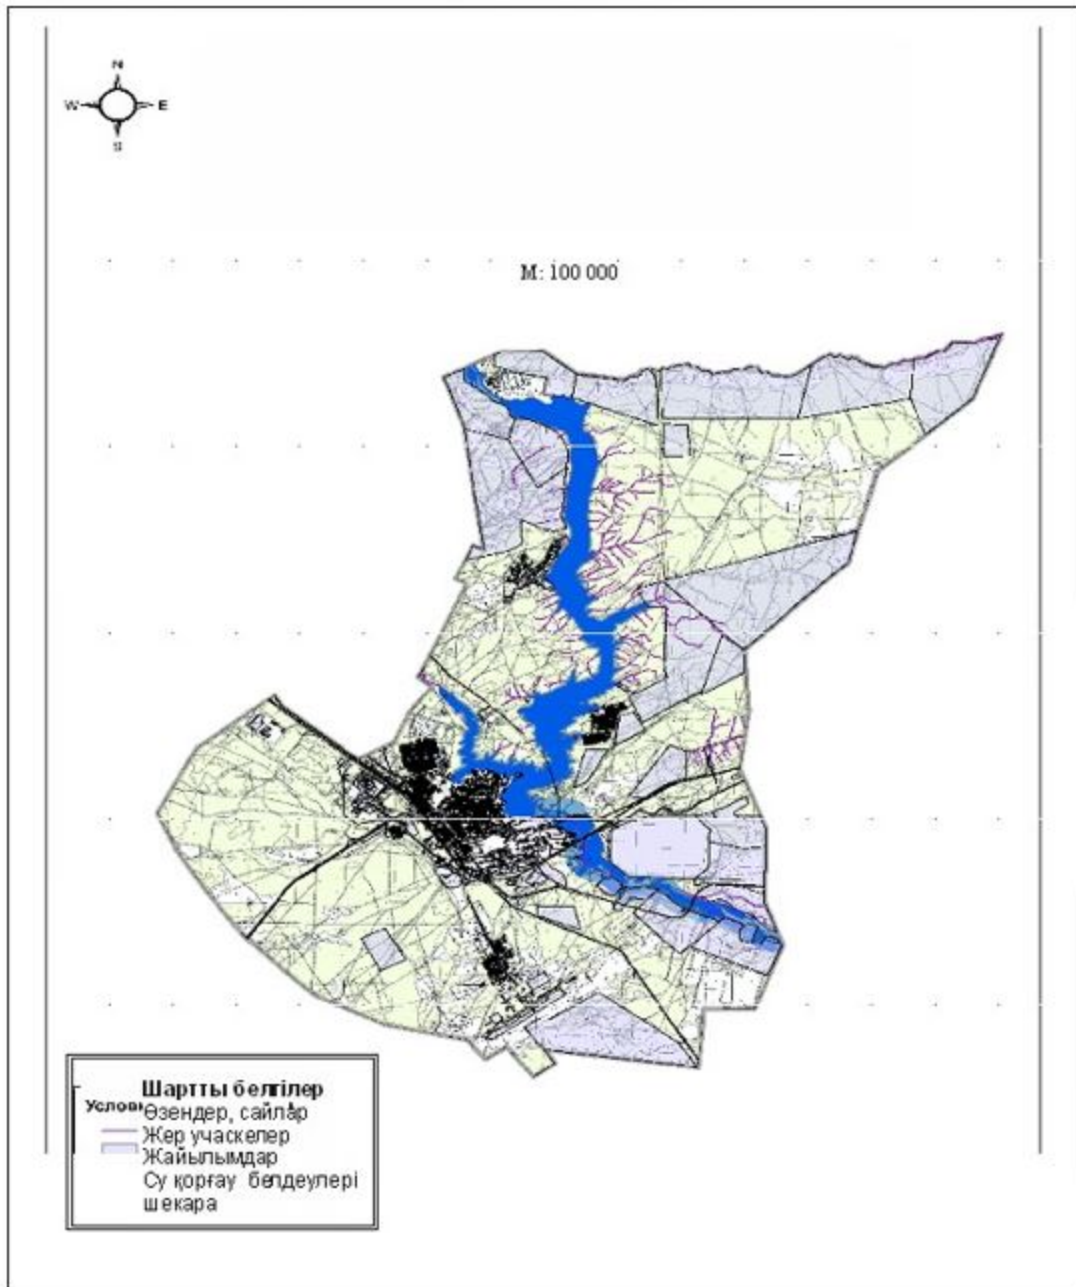 N
W E
S
М: 100 000
Шартты белгілер
Услов
Өзендер, сайлар
Жер учаскелер
Жайылымдар
Су қорғау белдеулері
шекара